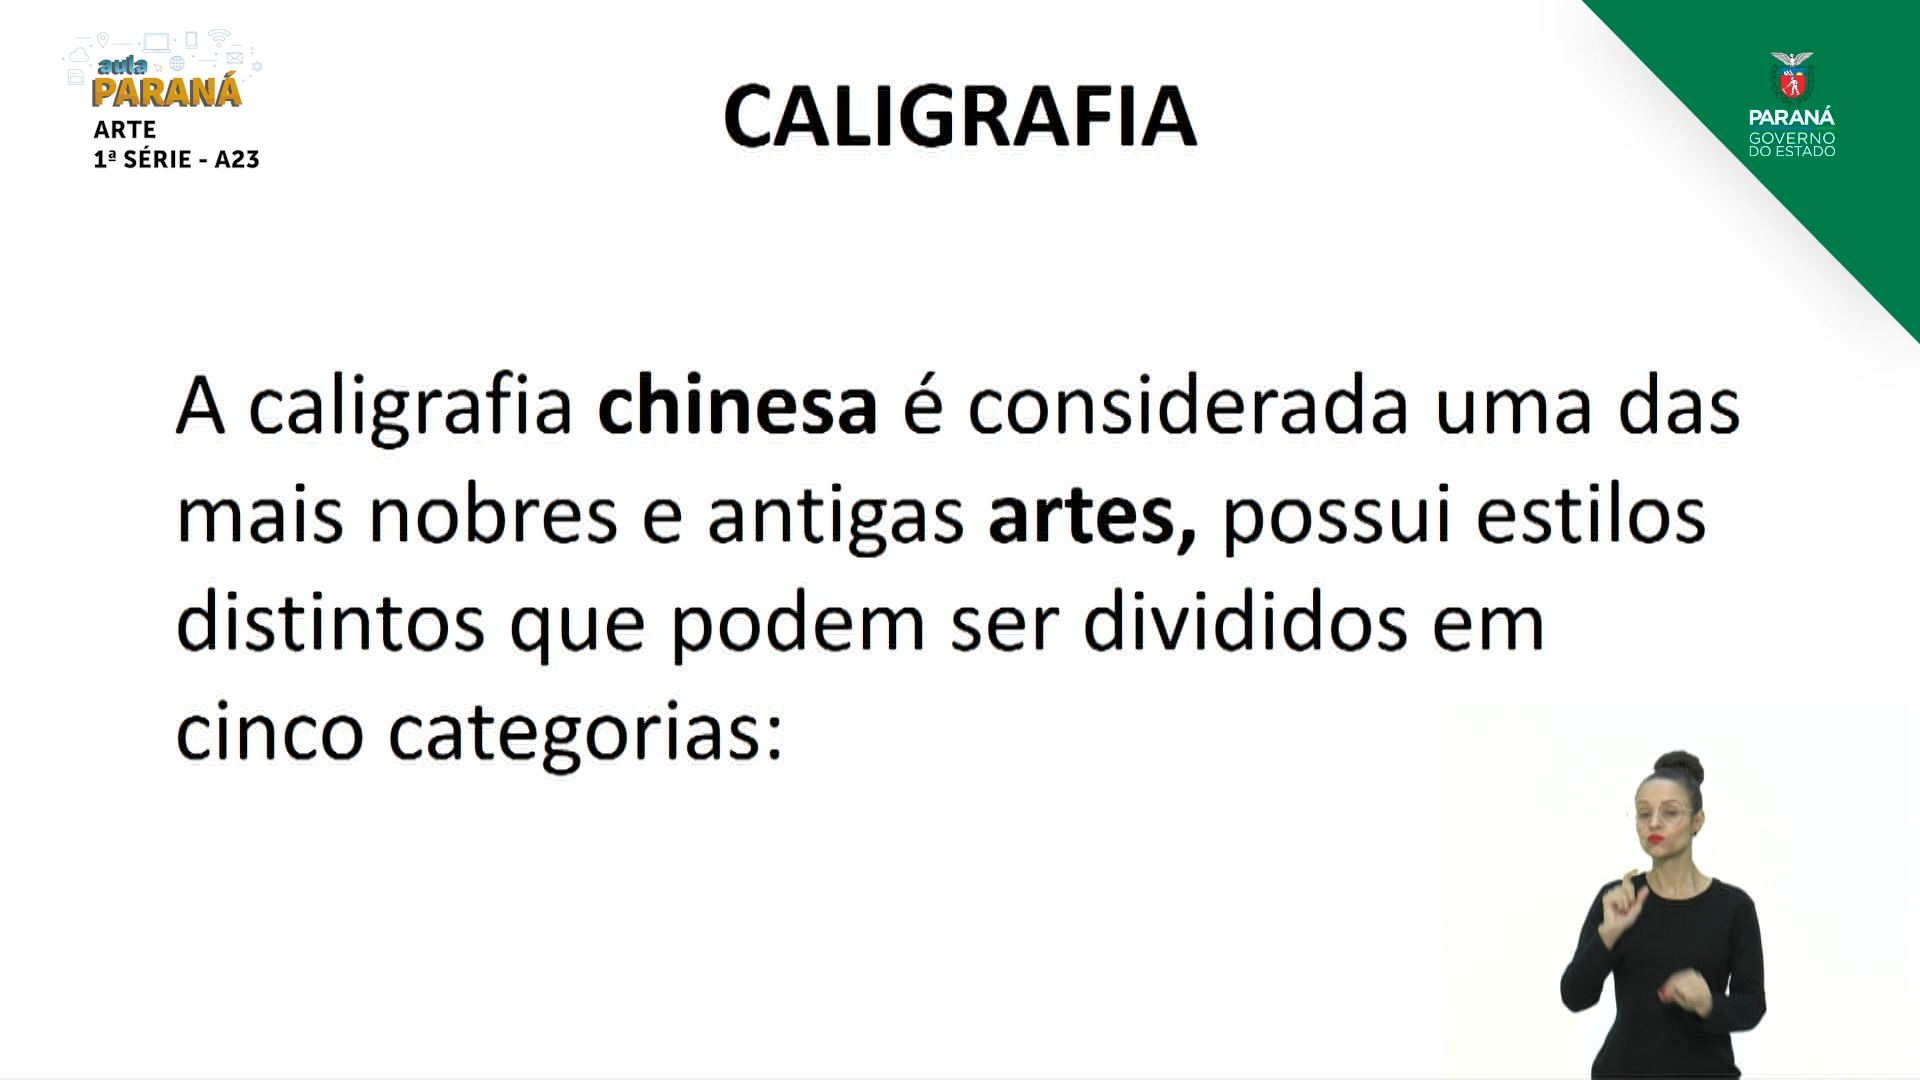 aula
PARANÁ
ARTE
1ª SÉRIE - A23
CALIGRAFIA
PARANÁ
GOVERNO
DO ESTADO
A caligrafia chinesa é considerada uma das
mais nobres e antigas artes, possui estilos
distintos que podem ser divididos em
cinco categorias: